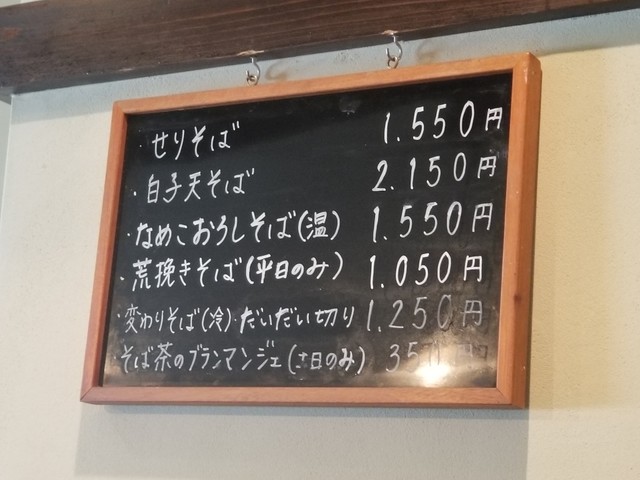 ・せりそば 1.550円
・白子天そば 2.150円
・なめこおろしそば(温) 1.550円
・荒挽きそば(平日のみ) 1.050円
・変わりそば(冷)・だいだい切り 1.250円
・そば茶のブランマンジェ(土日のみ) 350円